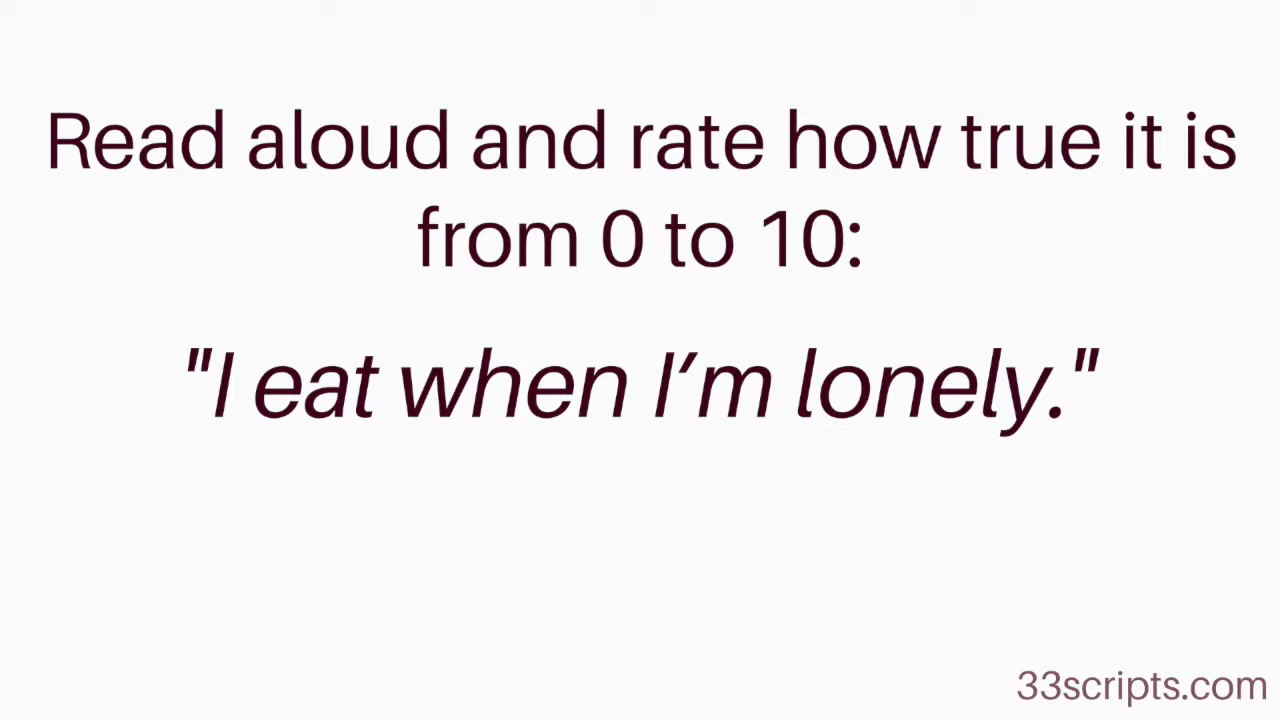 Read aloud and rate how true it is
from 0 to 10:
"I eat when I’m lonely."
33scripts.com